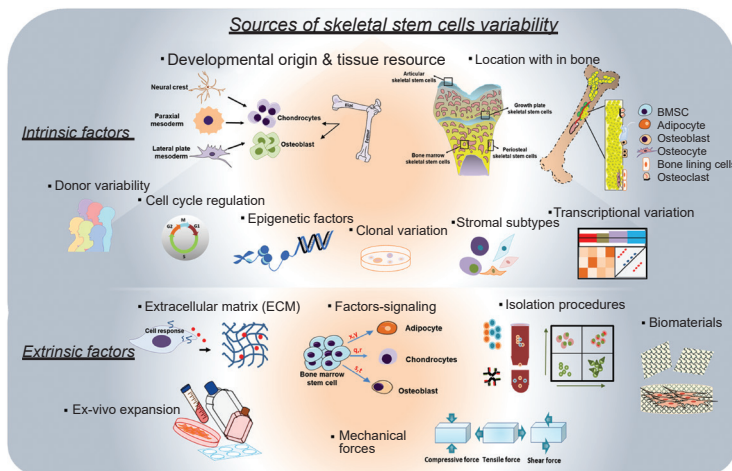 Sources of skeletal stem cells variability
▪ Developmental origin & tissue resource
▪ Location with in bone
Neural crest
Paraxial mesoderm
Lateral plate mesoderm
Chondrocytes
Osteoblast
Articular skeletal stem cells
Growth plate skeletal stem cells
Bone marrow skeletal stem cells
Periosteal skeletal stem cells
BMSC
Adipocyte
Osteoblast
Osteocyte
Bone lining cells
Osteoclast
Intrinsic factors
▪ Donor variability
▪ Cell cycle regulation
M
G2
G1
S
▪ Epigenetic factors
▪ Clonal variation
▪ Stromal subtypes
▪ Transcriptional variation
Extrinsic factors
▪ Extracellular matrix (ECM)
Cell response
▪ Factors-signaling
Bone marrow stem cell
x,y
q,r
s,t
Adipocyte
Chondrocytes
Osteoblast
▪ Isolation procedures
▪ Biomaterials
▪ Ex-vivo expansion
▪ Mechanical forces
Compressive force
Tensile force
Shear force